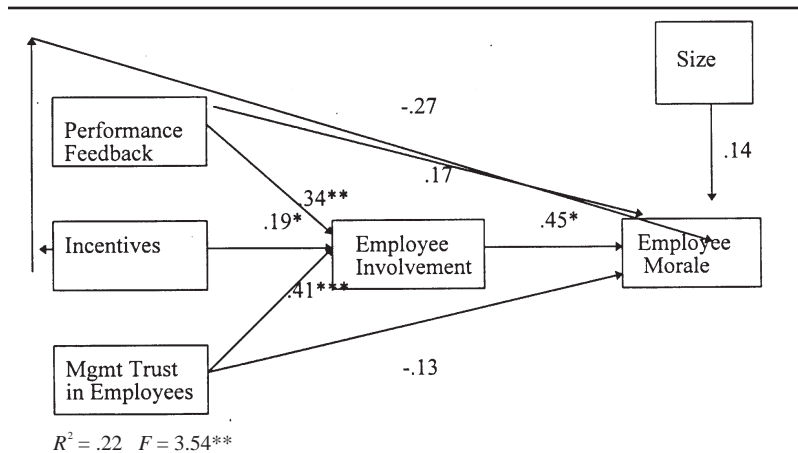 Size
-.27
Performance
Feedback
.14
.17
.34**
.19*
.45*
Incentives
Employee
Involvement
Employee
Morale
.41***
Mgmt Trust
in Employees
-.13
R² = .22 F = 3.54**